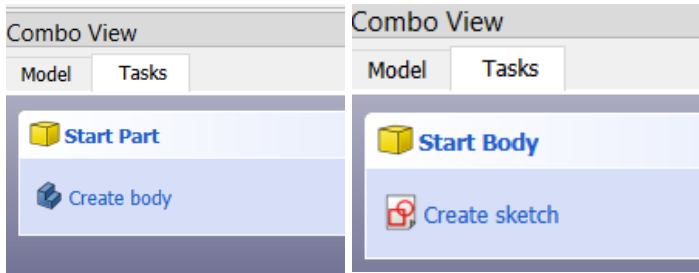 Combo View
Model Tasks
Start Part
Create body
Combo View
Model Tasks
Start Body
Create sketch